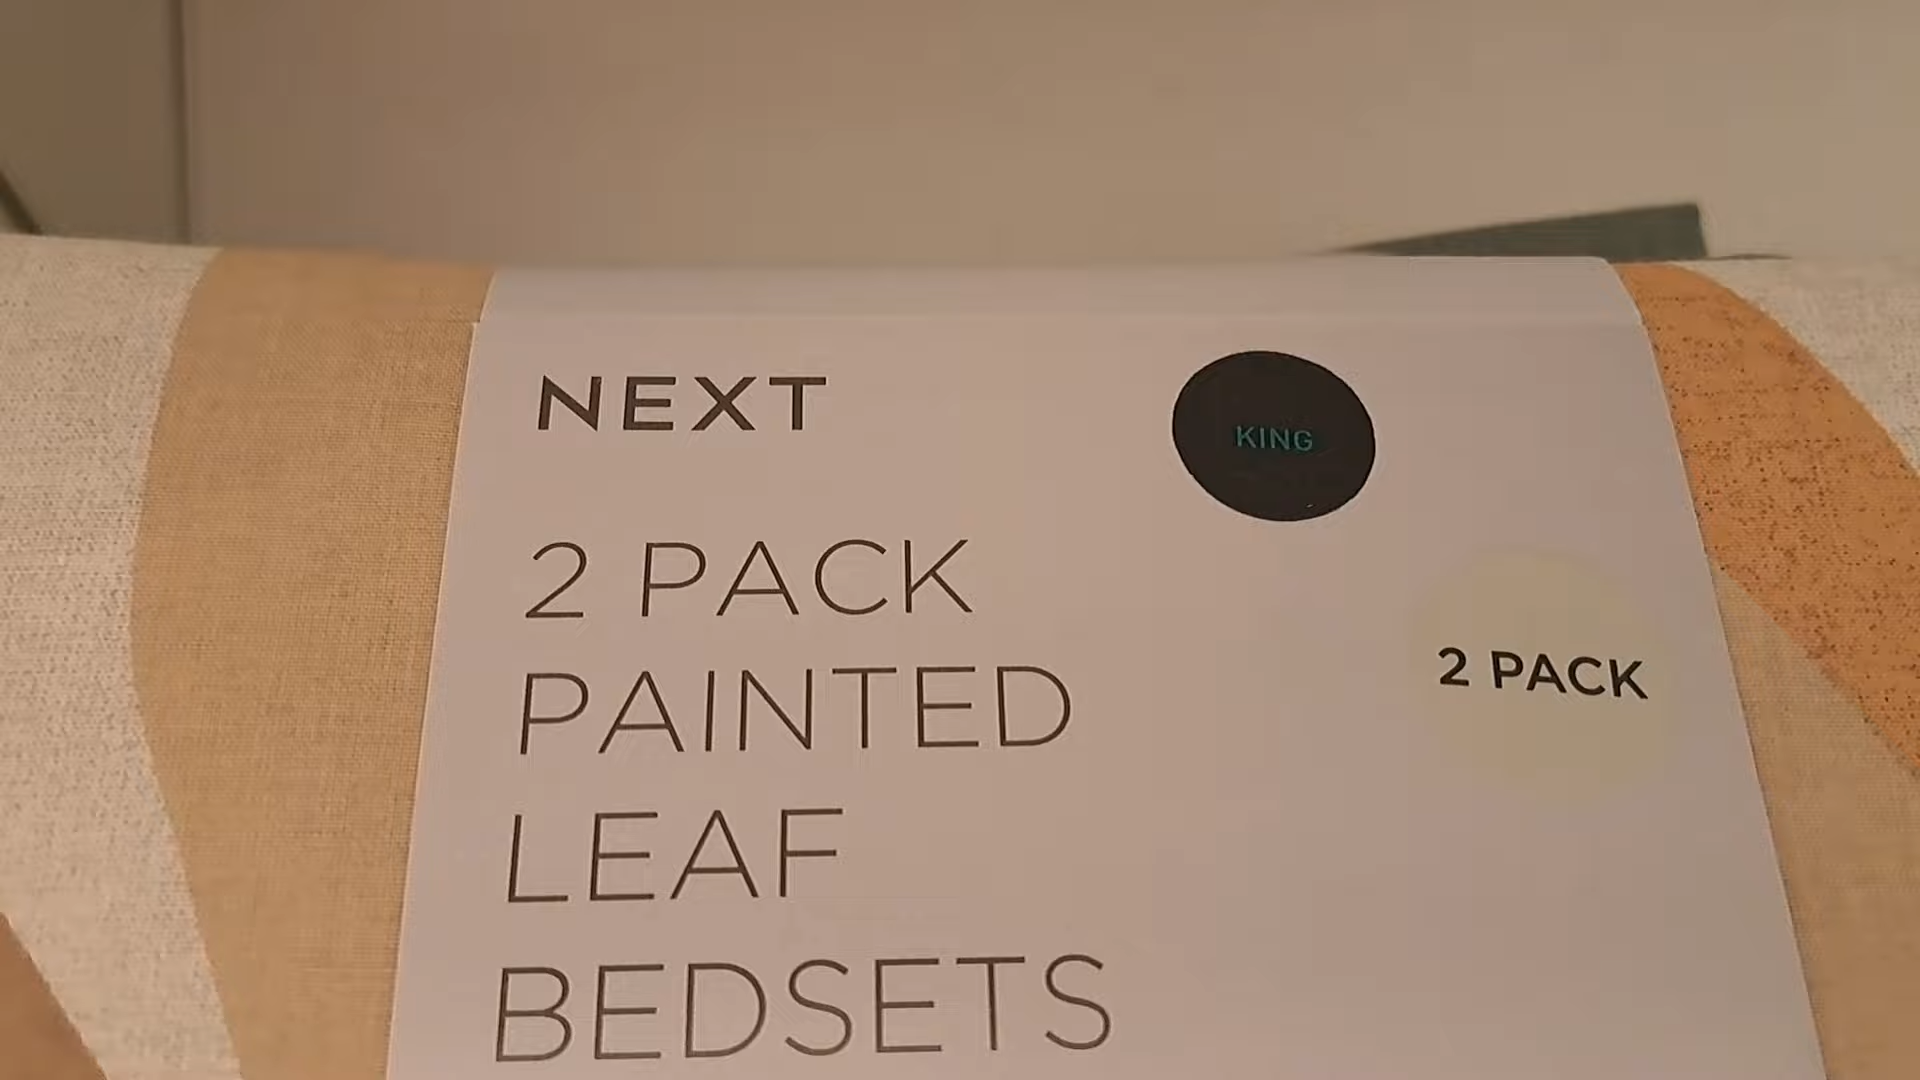 NEXT
KING
2 PACK
PAINTED
LEAF
BEDSETS
2 PACK